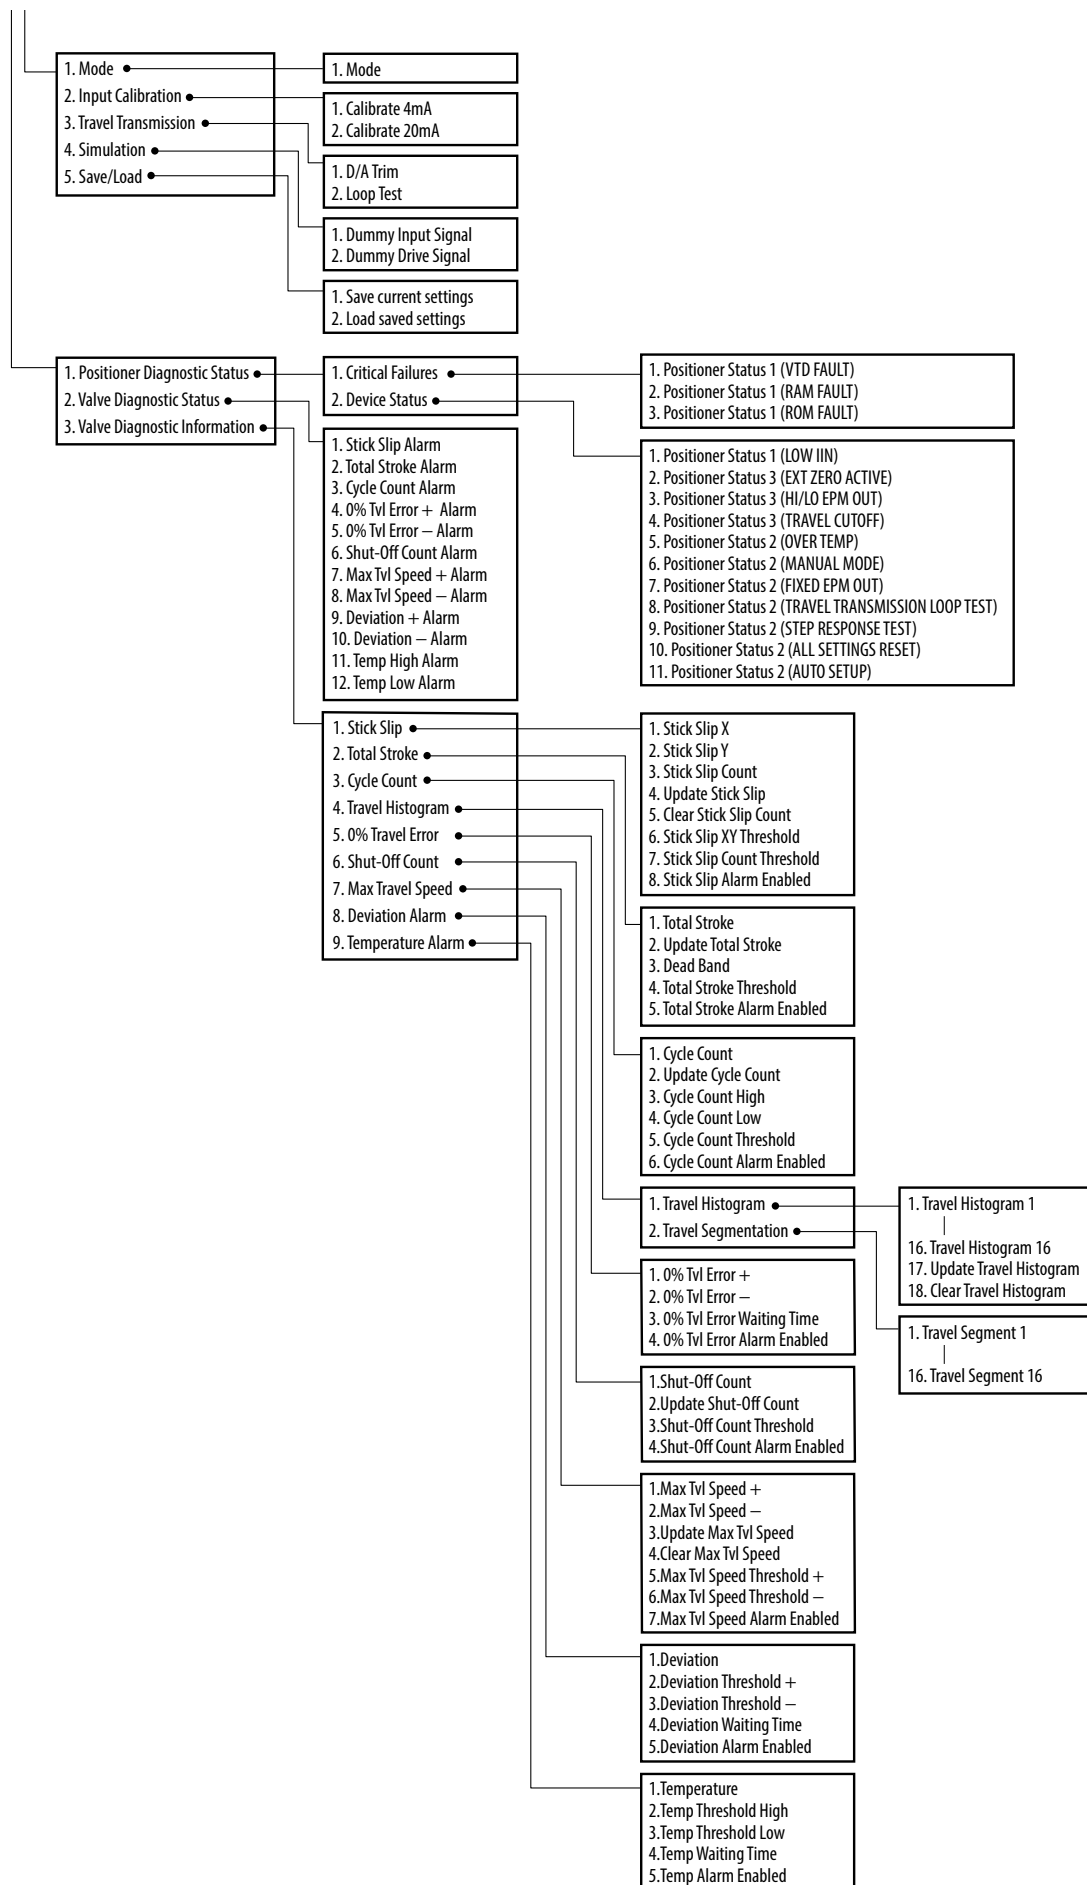 1. Mode
2. Input Calibration
3. Travel Transmission
4. Simulation
5. Save/Load
1. Mode
1. Calibrate 4mA
2. Calibrate 20mA
1. D/A Trim
2. Loop Test
1. Dummy Input Signal
2. Dummy Drive Signal
1. Save current settings
2. Load saved settings
1. Positioner Diagnostic Status
2. Valve Diagnostic Status
3. Valve Diagnostic Information
1. Critical Failures
2. Device Status
1. Positioner Status 1 (VTD FAULT)
2. Positioner Status 1 (RAM FAULT)
3. Positioner Status 1 (ROM FAULT)
1. Positioner Status 1 (LOW IIN)
2. Positioner Status 3 (EXT ZERO ACTIVE)
3. Positioner Status 3 (HI/LO EPM OUT)
4. Positioner Status 3 (TRAVEL CUTOFF)
5. Positioner Status 2 (OVER TEMP)
6. Positioner Status 2 (MANUAL MODE)
7. Positioner Status 2 (FIXED EPM OUT)
8. Positioner Status 2 (TRAVEL TRANSMISSION LOOP TEST)
9. Positioner Status 2 (STEP RESPONSE TEST)
10. Positioner Status 2 (ALL SETTINGS RESET)
11. Positioner Status 2 (AUTO SETUP)
1. Stick Slip Alarm
2. Total Stroke Alarm
3. Cycle Count Alarm
4. 0% Tvl Error + Alarm
5. 0% Tvl Error − Alarm
6. Shut-Off Count Alarm
7. Max Tvl Speed + Alarm
8. Max Tvl Speed − Alarm
9. Deviation + Alarm
10. Deviation − Alarm
11. Temp High Alarm
12. Temp Low Alarm
1. Stick Slip
2. Total Stroke
3. Cycle Count
4. Travel Histogram
5. 0% Travel Error
6. Shut-Off Count
7. Max Travel Speed
8. Deviation Alarm
9. Temperature Alarm
1. Stick Slip X
2. Stick Slip Y
3. Stick Slip Count
4. Update Stick Slip
5. Clear Stick Slip Count
6. Stick Slip XY Threshold
7. Stick Slip Count Threshold
8. Stick Slip Alarm Enabled
1. Total Stroke
2. Update Total Stroke
3. Dead Band
4. Total Stroke Threshold
5. Total Stroke Alarm Enabled
1. Cycle Count
2. Update Cycle Count
3. Cycle Count High
4. Cycle Count Low
5. Cycle Count Threshold
6. Cycle Count Alarm Enabled
1. Travel Histogram
2. Travel Segmentation
1. Travel Histogram 1
16. Travel Histogram 16
17. Update Travel Histogram
18. Clear Travel Histogram
1. Travel Segment 1
16. Travel Segment 16
1. 0% Tvl Error +
2. 0% Tvl Error −
3. 0% Tvl Error Waiting Time
4. 0% Tvl Error Alarm Enabled
1.Shut-Off Count
2.Update Shut-Off Count
3.Shut-Off Count Threshold
4.Shut-Off Count Alarm Enabled
1.Max Tvl Speed +
2.Max Tvl Speed −
3.Update Max Tvl Speed
4.Clear Max Tvl Speed
5.Max Tvl Speed Threshold +
6.Max Tvl Speed Threshold −
7.Max Tvl Speed Alarm Enabled
1.Deviation
2.Deviation Threshold +
3.Deviation Threshold −
4.Deviation Waiting Time
5.Deviation Alarm Enabled
1.Temperature
2.Temp Threshold High
3.Temp Threshold Low
4.Temp Waiting Time
5.Temp Alarm Enabled